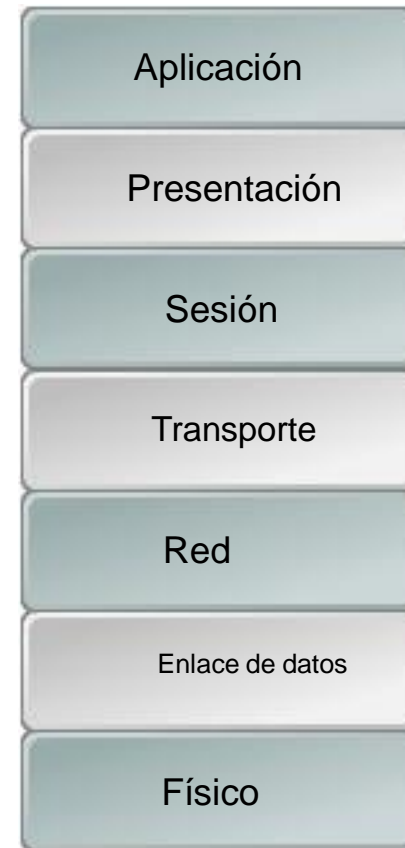 Aplicación
Presentación
Sesión
Transporte
Red
Enlace de datos
Físico